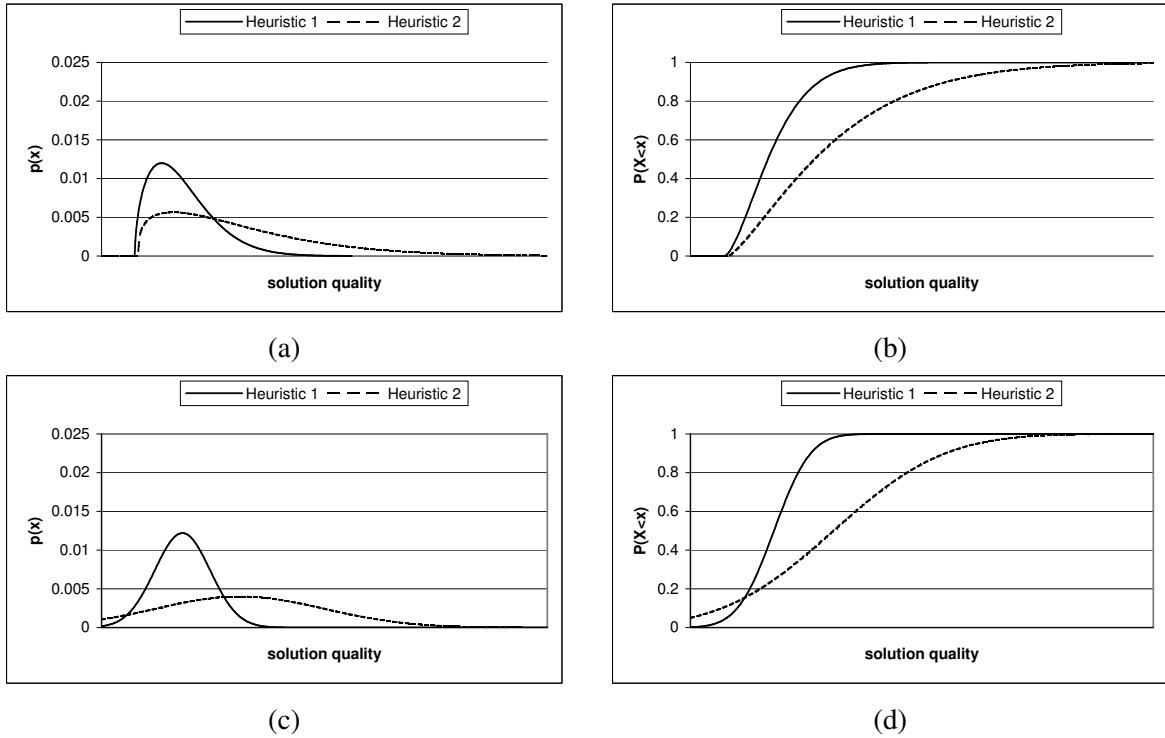 Heuristic 1 Heuristic 2
0.025
0.02
0.015
0.01
0.005
0
p(x)
solution quality
(a)
Heuristic 1 Heuristic 2
1
0.8
0.6
0.4
0.2
0
P(X<x)
solution quality
(b)
Heuristic 1 Heuristic 2
0.025
0.02
0.015
0.01
0.005
0
p(x)
solution quality
(c)
Heuristic 1 Heuristic 2
1
0.8
0.6
0.4
0.2
0
P(X<x)
solution quality
(d)